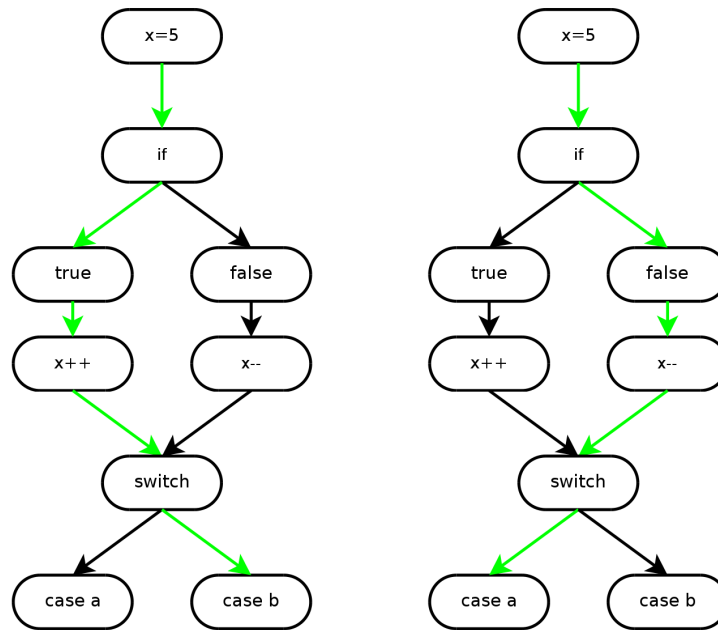 x=5
if
true
false
x++
x--
switch
case a
case b
x=5
if
true
false
x++
x--
switch
case a
case b